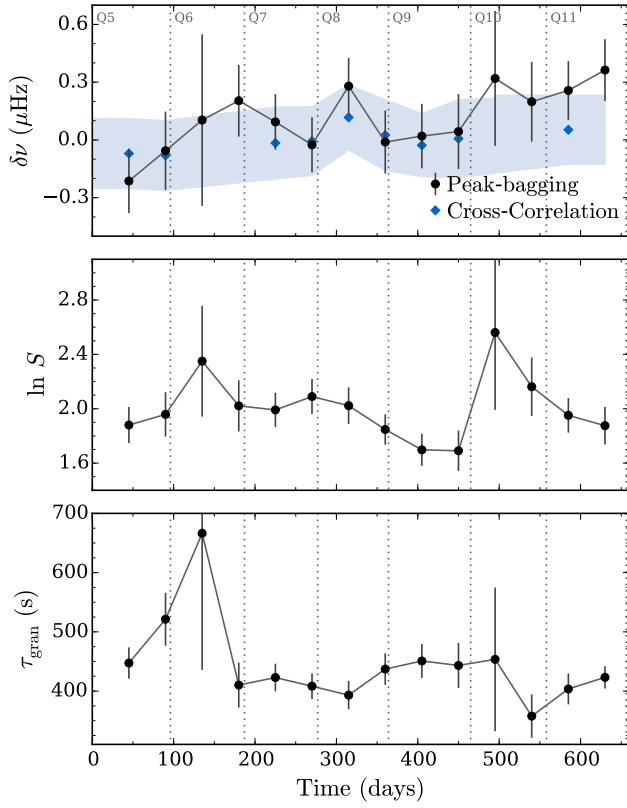 Q5 Q6 Q7 Q8 Q9 Q10 Q11
0.6
0.3
0.0
−0.3
δν (μHz)
Peak-bagging
Cross-Correlation
2.8
2.4
2.0
1.6
ln S
700
600
500
400
τgran (s)
0 100 200 300 400 500 600
Time (days)